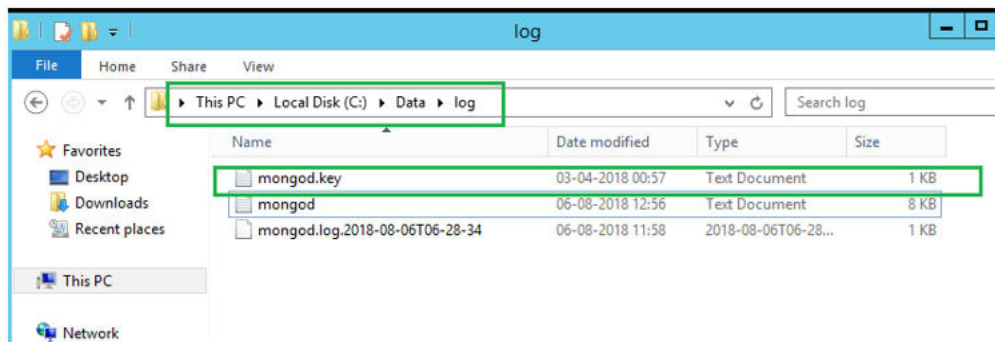 log
File Home Share View
This PC Local Disk (C:) Data log Search log
Name Date modified Type Size
Favorites
Desktop
Downloads
Recent places
This PC
Network
mongod.key 03-04-2018 00:57 Text Document 1 KB
mongod 06-08-2018 12:56 Text Document 8 KB
mongod.log.2018-08-06T06-28-34 06-08-2018 11:58 2018-08-06T06-28... 1 KB